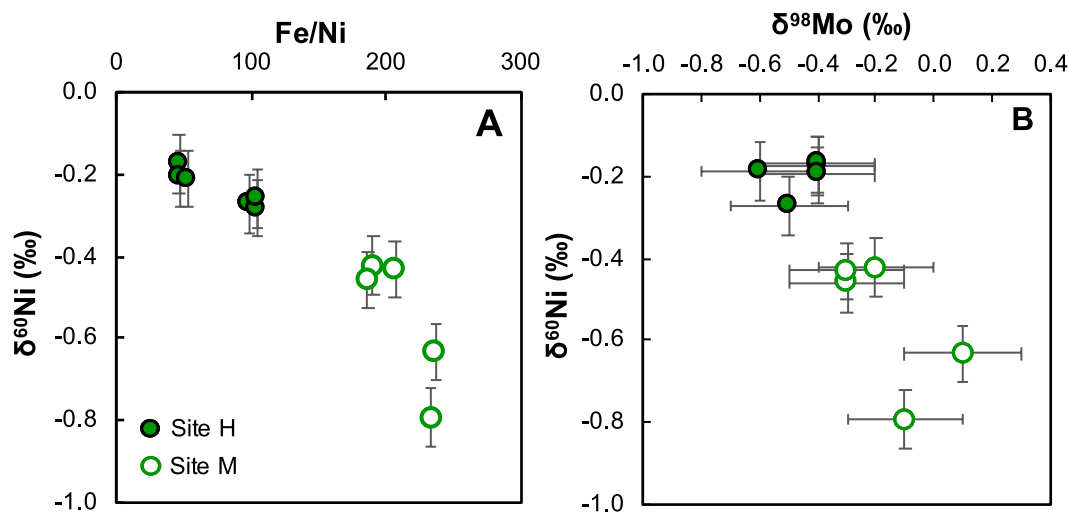 Fe/Ni
0 100 200 300
0.0
-0.2
-0.4
-0.6
-0.8
-1.0
δ⁶⁰Ni (‰)
A
Site H
Site M
δ⁹⁸Mo (‰)
-1.0 -0.8 -0.6 -0.4 -0.2 0.0 0.2 0.4
0.0
-0.2
-0.4
-0.6
-0.8
-1.0
δ⁶⁰Ni (‰)
B